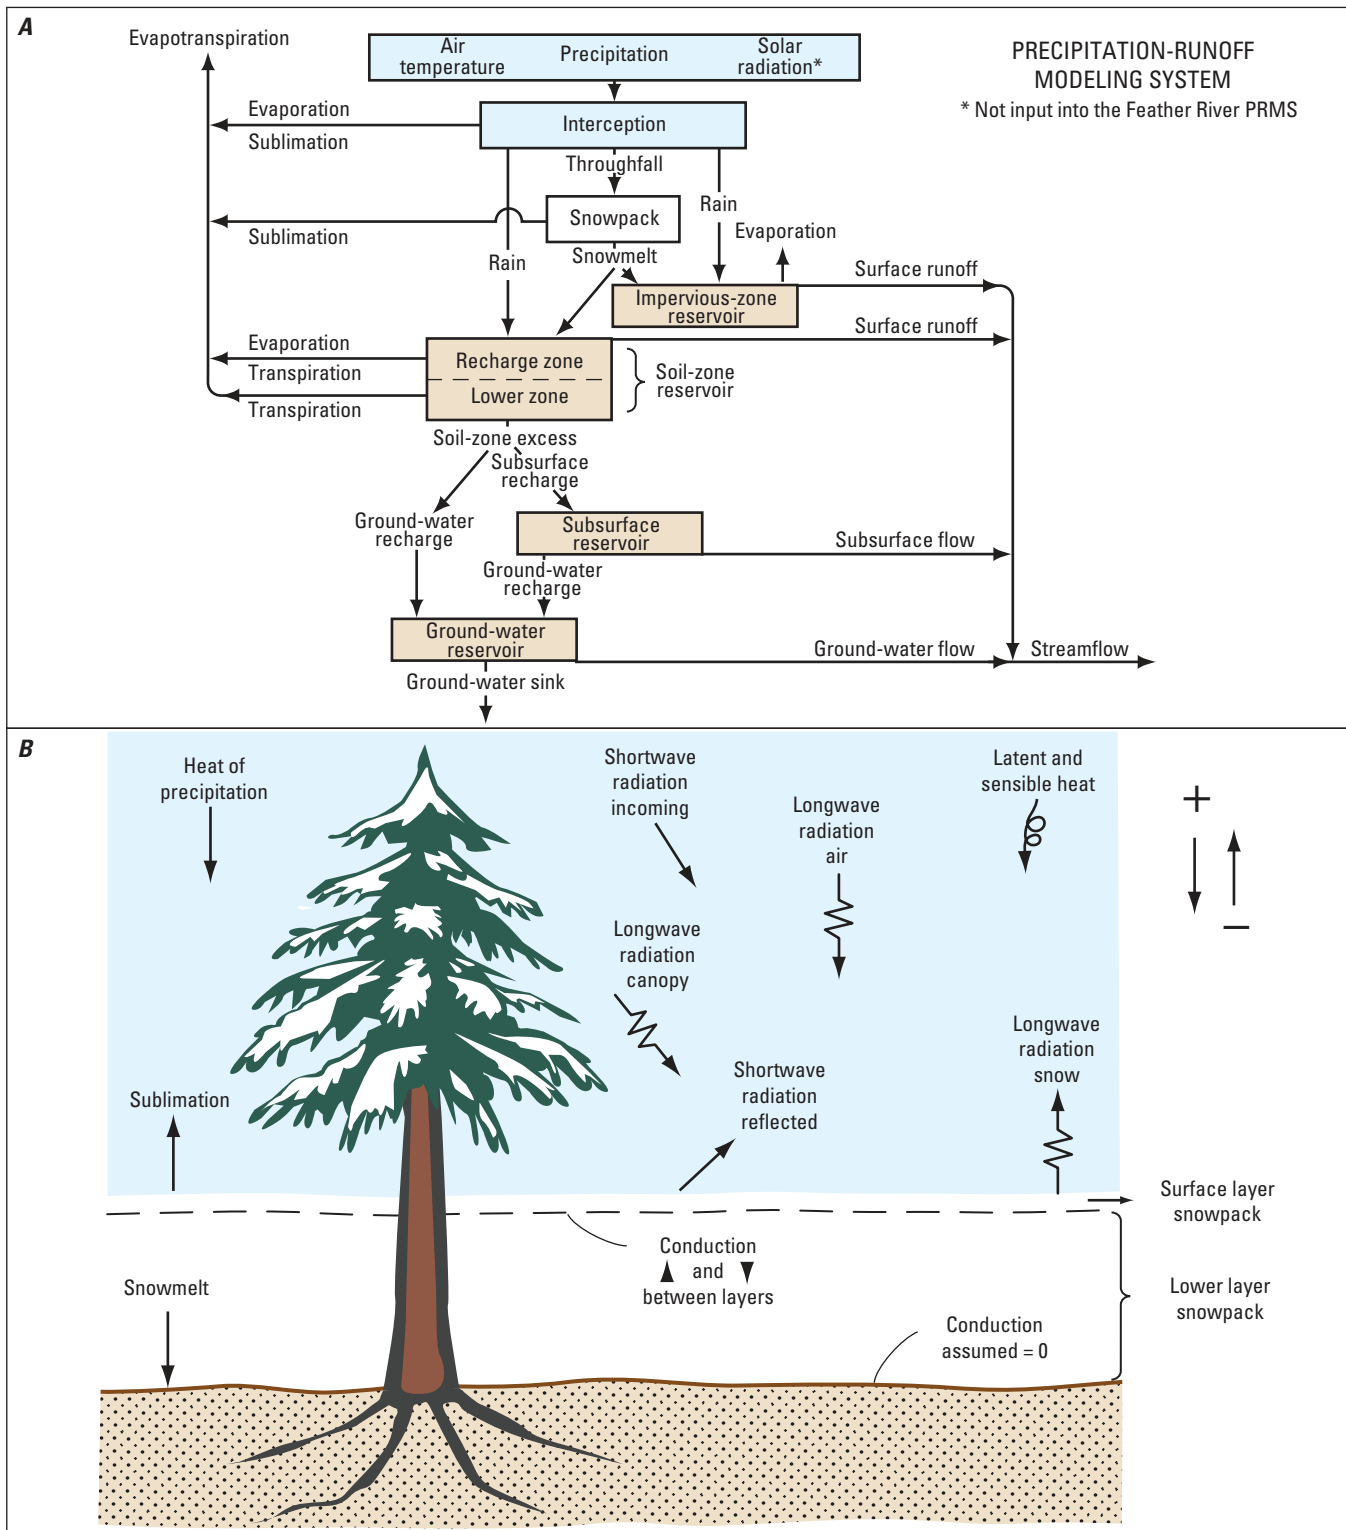 A
Evapotranspiration
Air
temperature
Precipitation
Solar
radiation*
PRECIPITATION-RUNOFF
MODELING SYSTEM
* Not input into the Feather River PRMS
Evaporation
Sublimation
Interception
Throughfall
Rain
Snowpack
Sublimation
Evaporation
Rain
Snowmelt
Surface runoff
Impervious-zone
reservoir
Surface runoff
Evaporation
Transpiration
Recharge zone
Soil-zone
reservoir
Lower zone
Transpiration
Soil-zone excess
Subsurface
recharge
Ground-water
recharge
Subsurface
reservoir
Subsurface flow
Ground-water
recharge
Ground-water
reservoir
Ground-water flow
Streamflow
Ground-water sink
B
Heat of
precipitation
Shortwave
radiation
incoming
Longwave
radiation
air
Latent and
sensible heat
+
−
Longwave
radiation
canopy
Longwave
radiation
snow
Shortwave
radiation
reflected
Sublimation
Surface layer
snowpack
Conduction
and
between layers
Snowmelt
Lower layer
snowpack
Conduction
assumed = 0